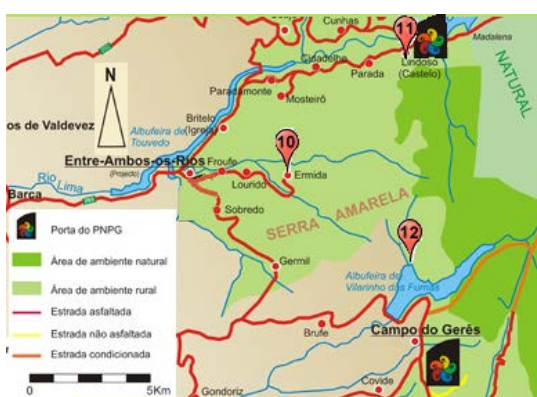 Cunhas
11
Madalena
Cidadelha
Lindoso
(Castelo)
Parada
Paradamonte
Mosteirô
N
NATURAL
Britelo
(Igreja)
os de Valdevez
Albufeira de
Touvedo
10
Entre-Ambos-os-Rios
Froufe
(Projedo)
Ermida
Rio Lima
Lourido
Barca
SERRA AMARELA
Sobredo
12
Porta do PNPG
Germil
Área de ambiente natural
Albufeira de
Vilarinho das Furnas
Área de ambiente rural
Estrada asfaltada
Brufe
Campo do Gerês
Estrada não asfaltada
Estrada condicionada
0
5Km
Covide
Gondoriz